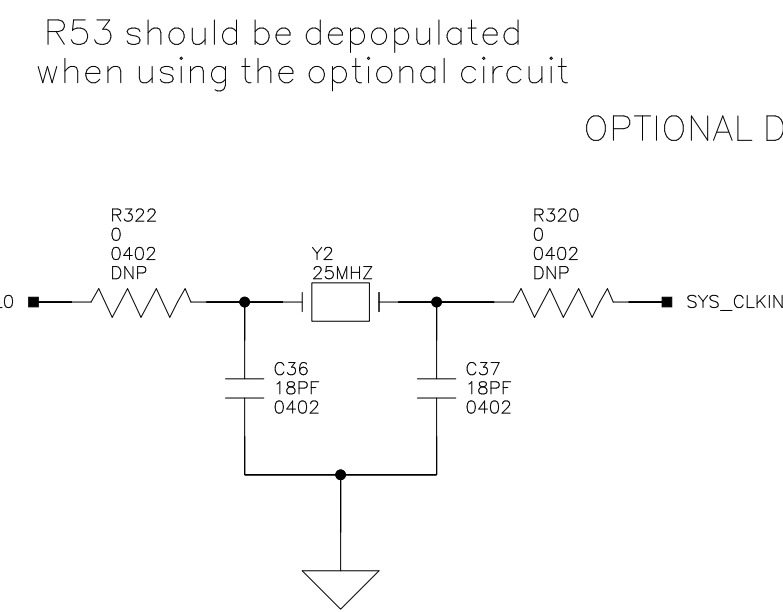 R53 should be depopulated
when using the optional circuit
OPTIONAL D
R322
0
0402
DNP
Y2
25MHZ
R320
0
0402
DNP
SYS_CLKIN
C36
18PF
0402
C37
18PF
0402